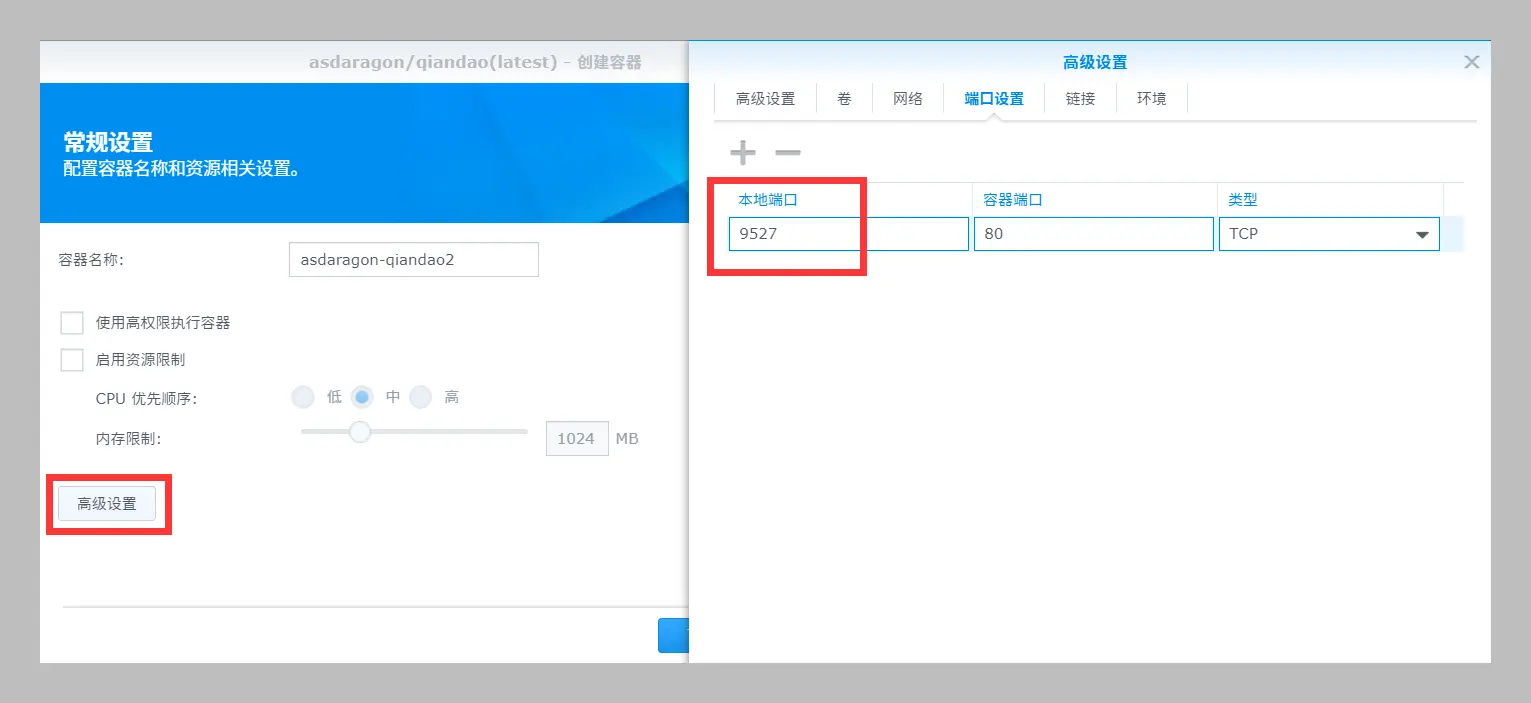 asdaragon/qiandao(latest) - 创建容器
常规设置
配置容器名称和资源相关设置。
容器名称:
asdaragon-qiandao2
使用高权限执行容器
启用资源限制
CPU 优先顺序:
低 中 高
内存限制:
1024 MB
高级设置
高级设置
高级设置 卷 网络 端口设置 链接 环境
本地端口 容器端口 类型
9527 80 TCP